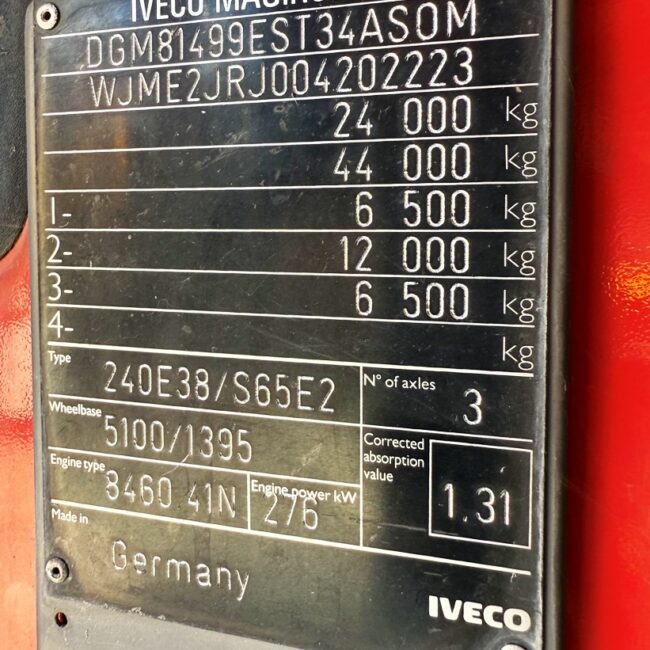 IVECO
DGM81499EST34ASOM
WJME2JRJ004202223
24 000 kg
44 000 kg
1- 6 500 kg
2- 12 000 kg
3- 6 500 kg
4- kg
Type 240E38/S65E2
N° of axles 3
Wheelbase 5100/1395
Corrected absorption value 1.31
Engine type 8460 41N
Engine power kW 276
Made in Germany
IVECO